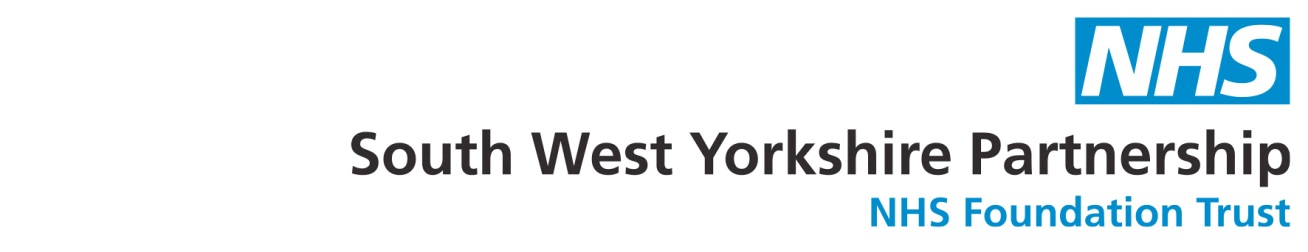 NHS
South West Yorkshire Partnership
NHS Foundation Trust